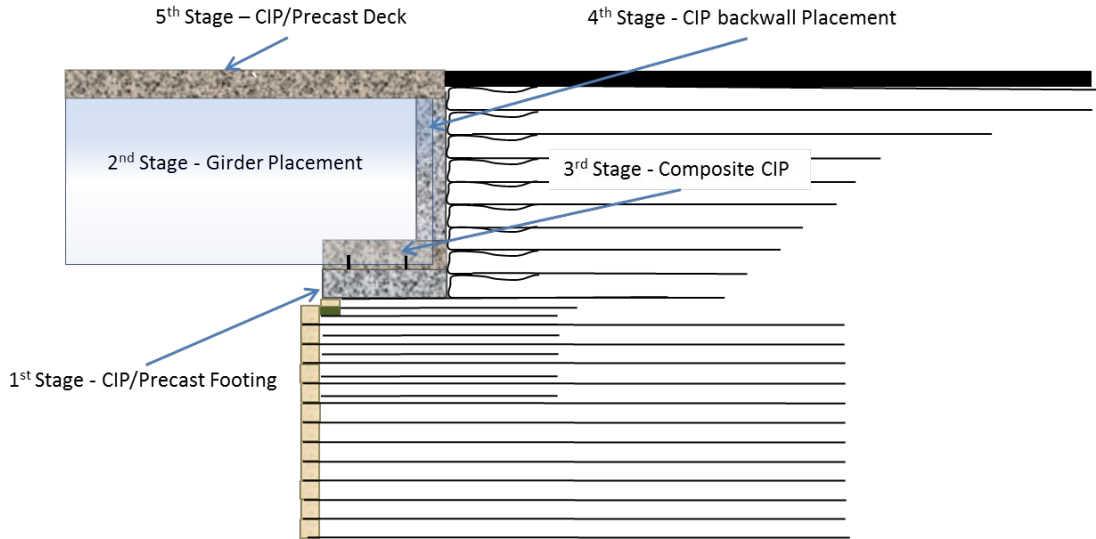 5th Stage – CIP/Precast Deck
4th Stage - CIP backwall Placement
2nd Stage - Girder Placement
3rd Stage - Composite CIP
1st Stage - CIP/Precast Footing